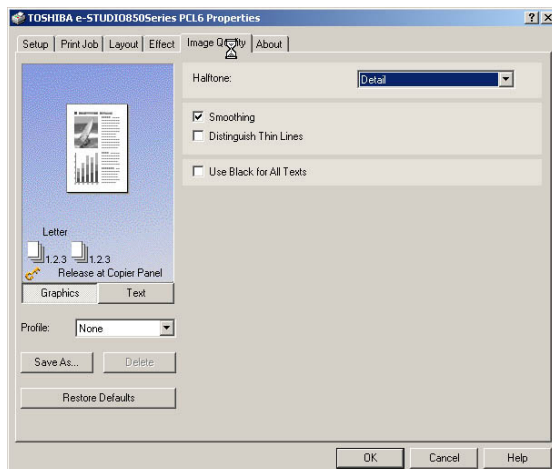 TOSHIBA e-STUDIO850Series PCL6 Properties
Setup Print Job Layout Effect Image Quality About
Halftone: Detail
Smoothing
Distinguish Thin Lines
Use Black for All Texts
Letter
1.2.3 1.2.3
Release at Copier Panel
Graphics Text
Profile: None
Save As... Delete
Restore Defaults
OK Cancel Help